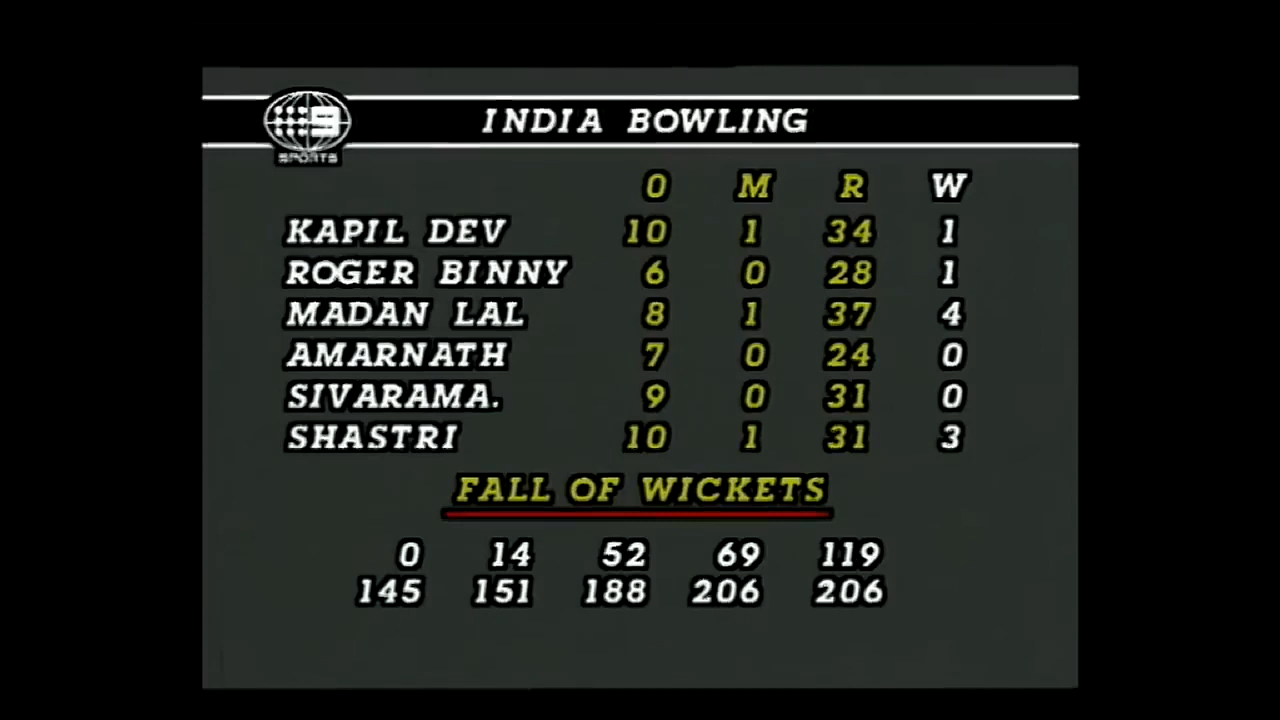 INDIA BOWLING
9
SPORTS
O M R W
KAPIL DEV 10 1 34 1
ROGER BINNY 6 0 28 1
MADAN LAL 8 1 37 4
AMARNATH 7 0 24 0
SIVARAMA. 9 0 31 0
SHASTRI 10 1 31 3
FALL OF WICKETS
0 14 52 69 119
145 151 188 206 206